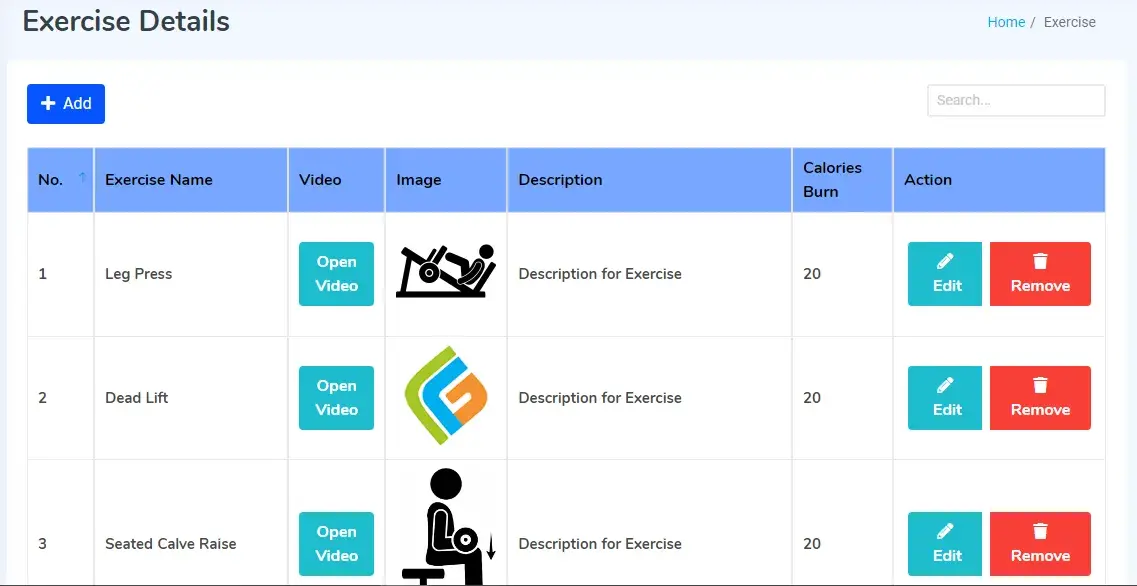 Exercise Details
Home / Exercise
Add
Search...
No. Exercise Name Video Image Description Calories Burn Action
1 Leg Press Open Video Description for Exercise 20 Edit Remove
2 Dead Lift Open Video Description for Exercise 20 Edit Remove
3 Seated Calve Raise Open Video Description for Exercise 20 Edit Remove